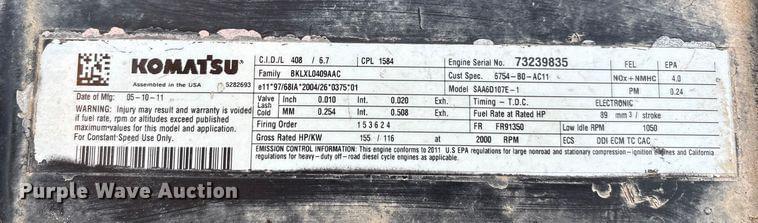 KOMATSU
Assembled in the USA 5282693
Date of Mfg. 05-10-11
WARNING: Injury may result and warranty is voided
if fuel rate, rpm or altitudes exceed published
maximum values for this model and application.
For Constant Speed Use Only.
C.I.D./L 408 / 6.7 CPL 1584
Family BKLXL0409AAC
e11*97/68IA*2004/26*0375*01
Valve Lash Cold Inch 0.010 Int. 0.020 Exh.
MM 0.254 Int. 0.508 Exh.
Firing Order 153624
Gross Rated HP/KW 155 / 116 at 2000 RPM
Engine Serial No. 73239835
Cust Spec. 6754-B0-AC11
Model SAA6D107E-1
Timing - T.D.C. ELECTRONIC
Fuel Rate at Rated HP 89 mm3 / stroke
FR FR91350 Low Idle RPM 1050
ECS DDI ECM TC CAC
FEL EPA
NOx+NMHC 4.0
PM 0.24
EMISSION CONTROL INFORMATION: This engine conforms to 2011 U.S EPA regulations for large nonroad and stationary compression-ignition engines and California
regulations for heavy-duty off-road diesel cycle engines as applicable.
Purple Wave Auction